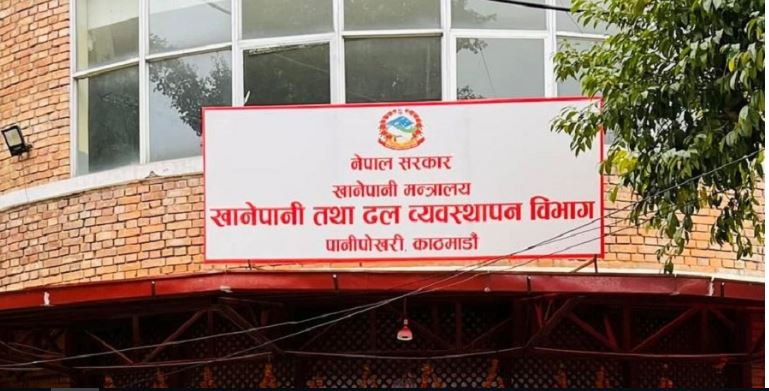 नेपाल सरकार
खानेपानी मन्त्रालय
खानेपानी तथा ढल व्यवस्थापन विभाग
पानीपोखरी, काठमाडौं